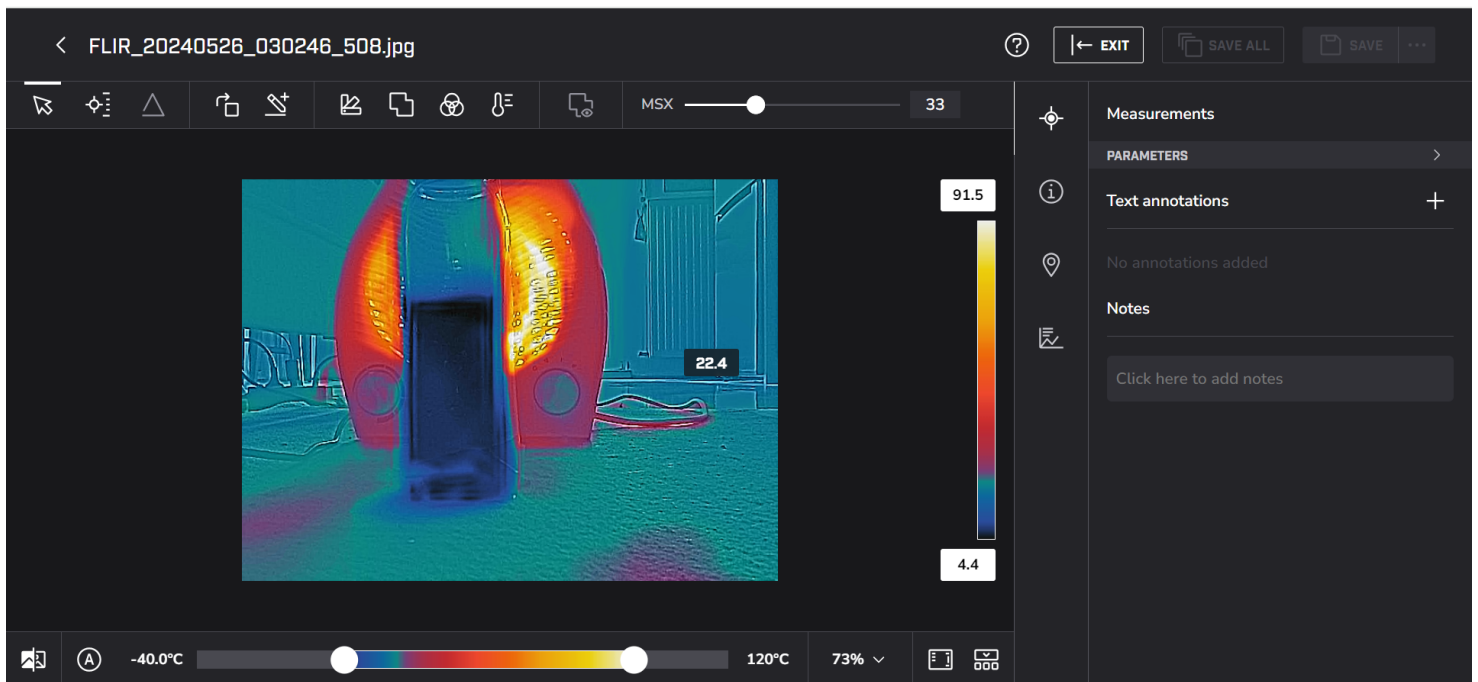 FLIR_20240526_030246_508.jpg
EXIT
SAVE ALL
SAVE
MSX
33
Measurements
PARAMETERS
Text annotations
No annotations added
Notes
Click here to add notes
91.5
22.4
4.4
A
-40.0°C
120°C
73%